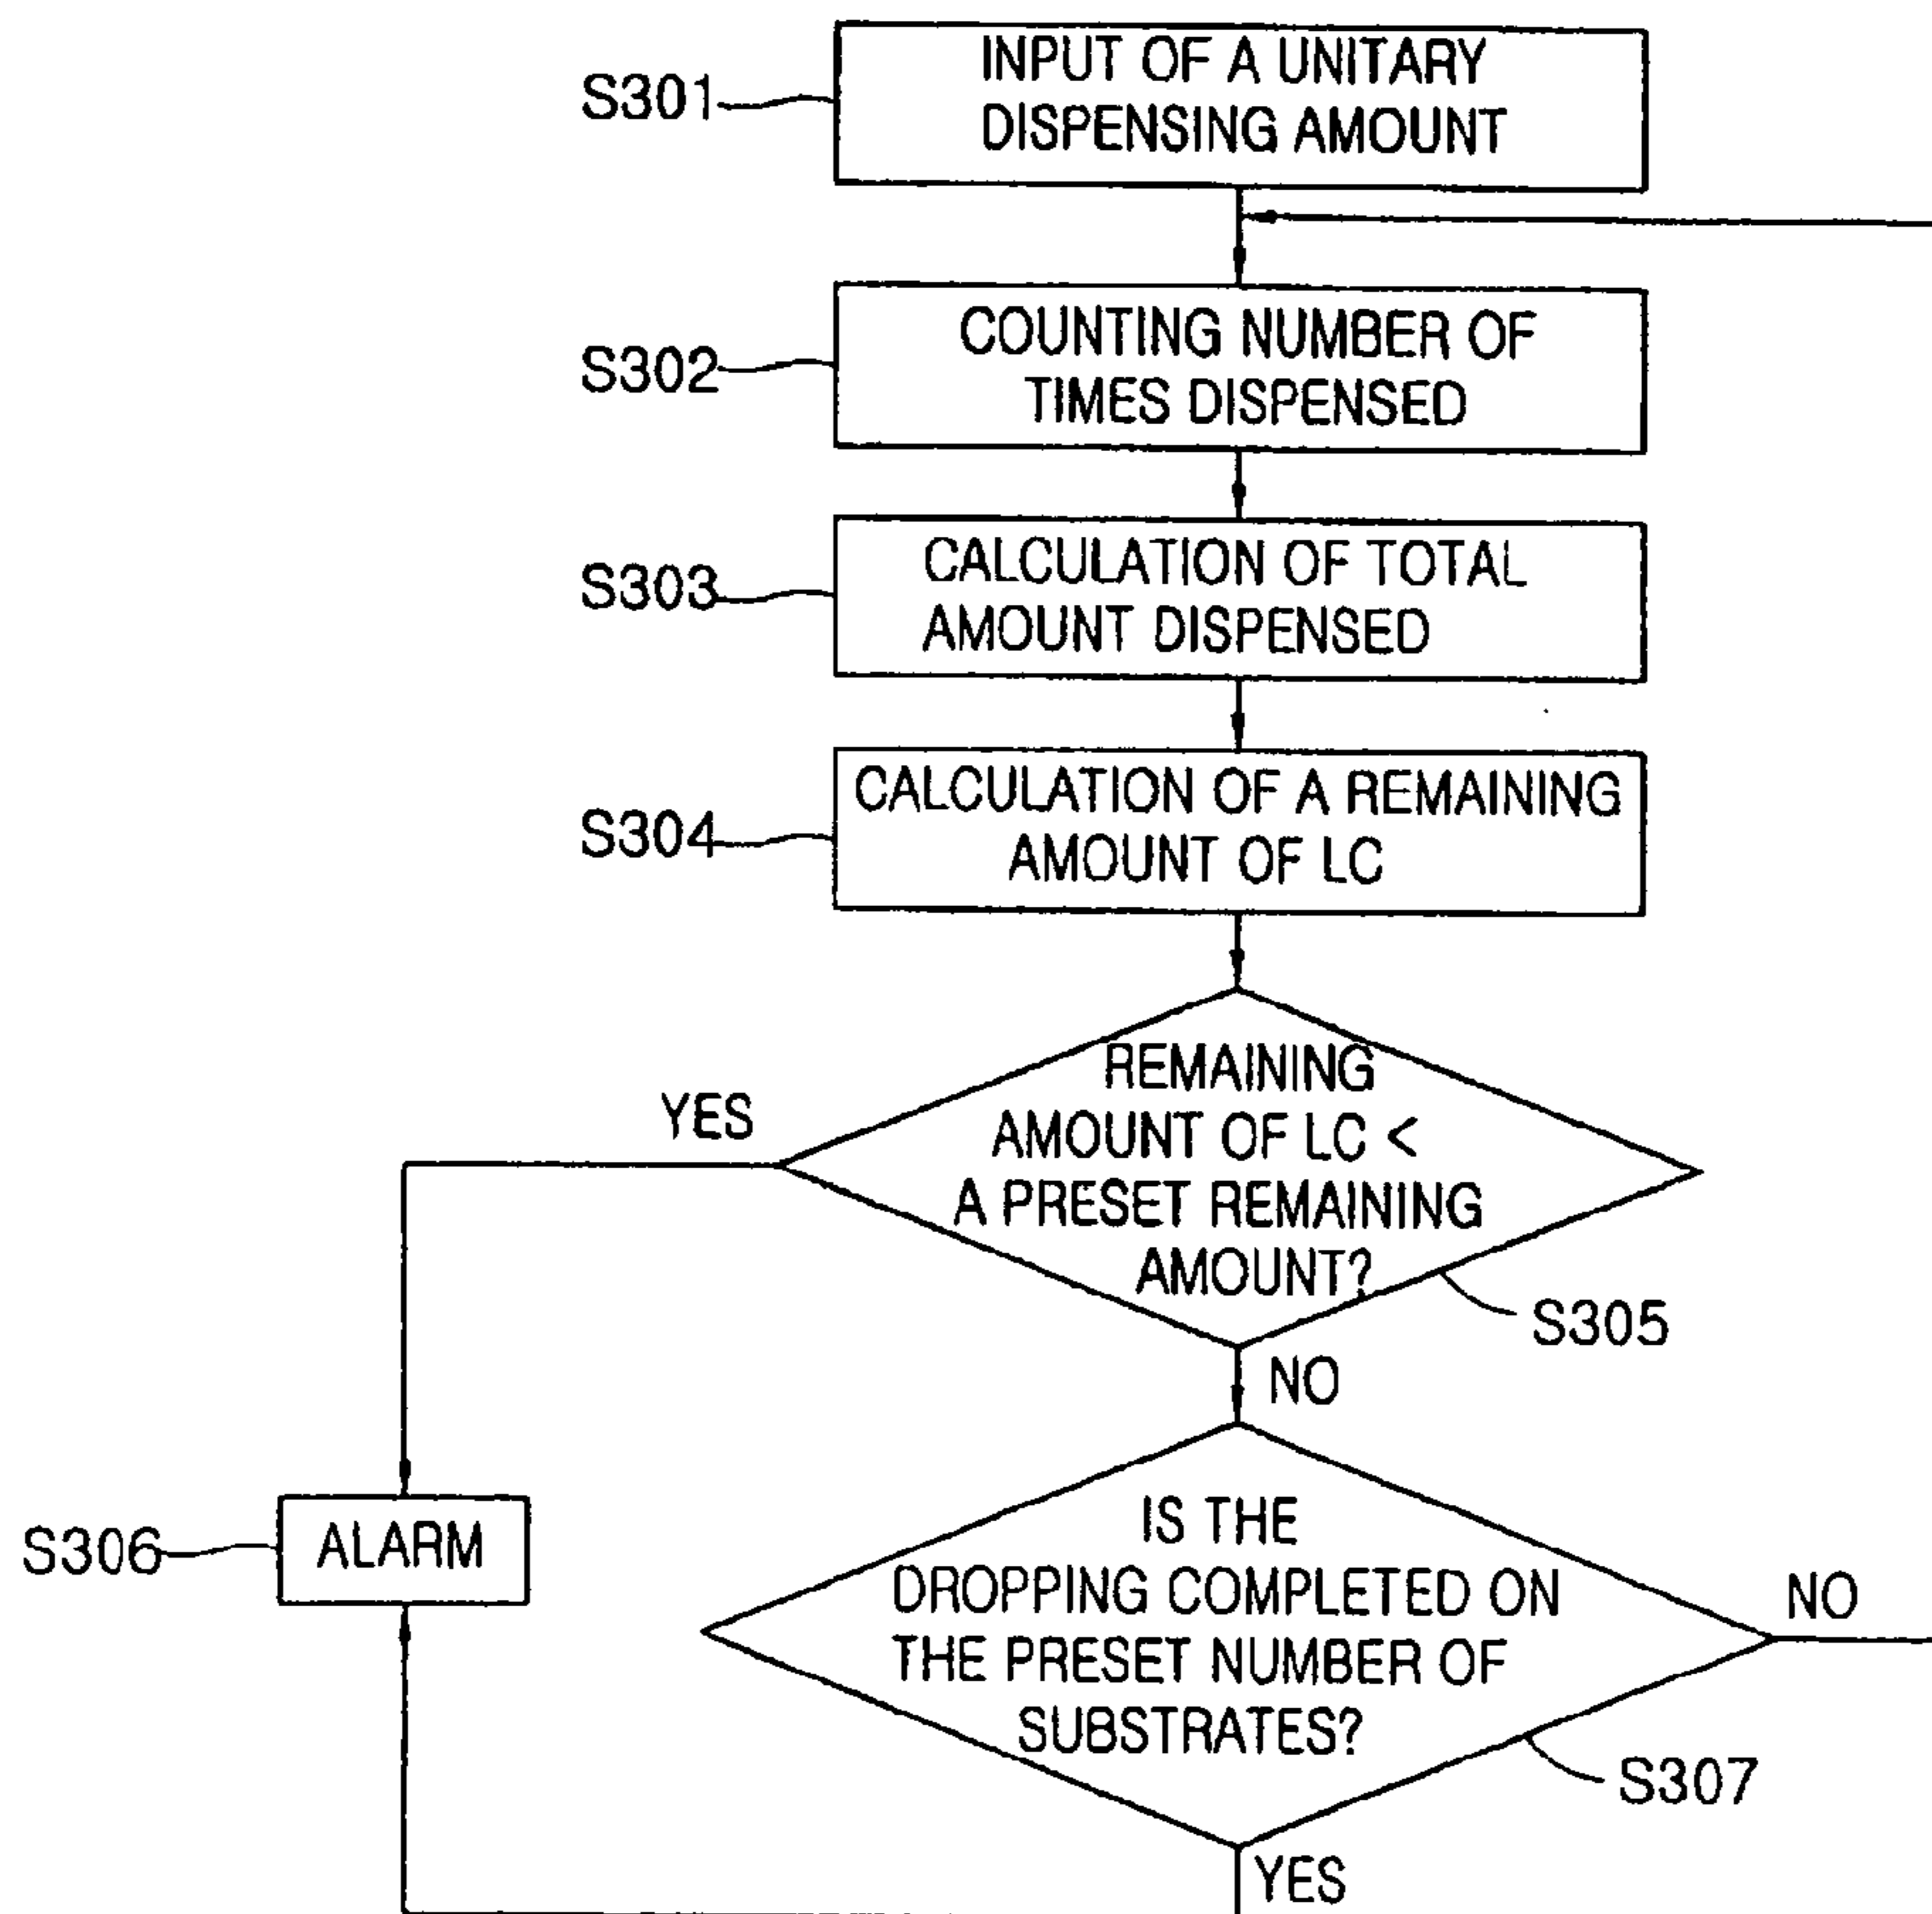 S301
INPUT OF A UNITARY
DISPENSING AMOUNT
S302
COUNTING NUMBER OF
TIMES DISPENSED
S303
CALCULATION OF TOTAL
AMOUNT DISPENSED
S304
CALCULATION OF A REMAINING
AMOUNT OF LC
YES
REMAINING
AMOUNT OF LC <
A PRESET REMAINING
AMOUNT?
S305
NO
S306
ALARM
IS THE
DROPPING COMPLETED ON
THE PRESET NUMBER OF
SUBSTRATES?
NO
S307
YES